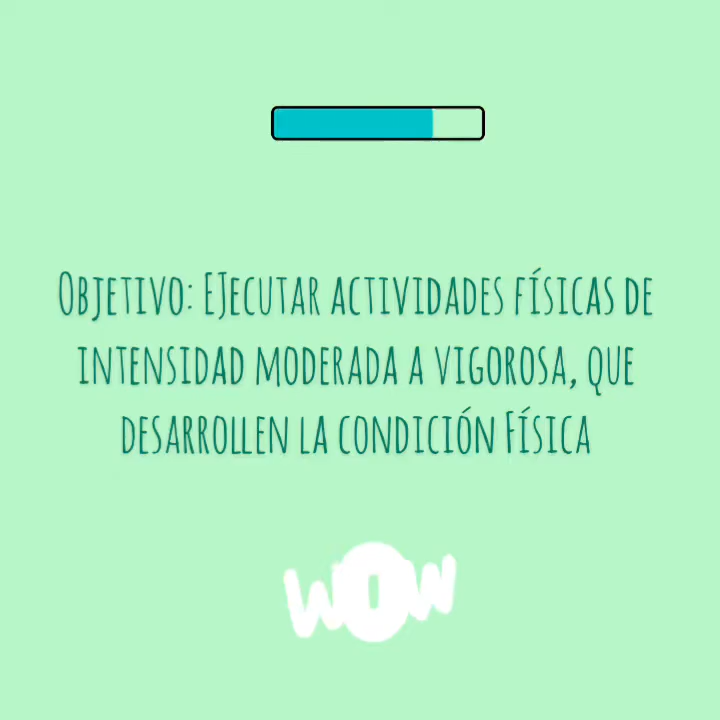 Objetivo: EJecutar actividades físicas de
intensidad moderada a vigorosa, que
desarrollen la condición Física
WOW